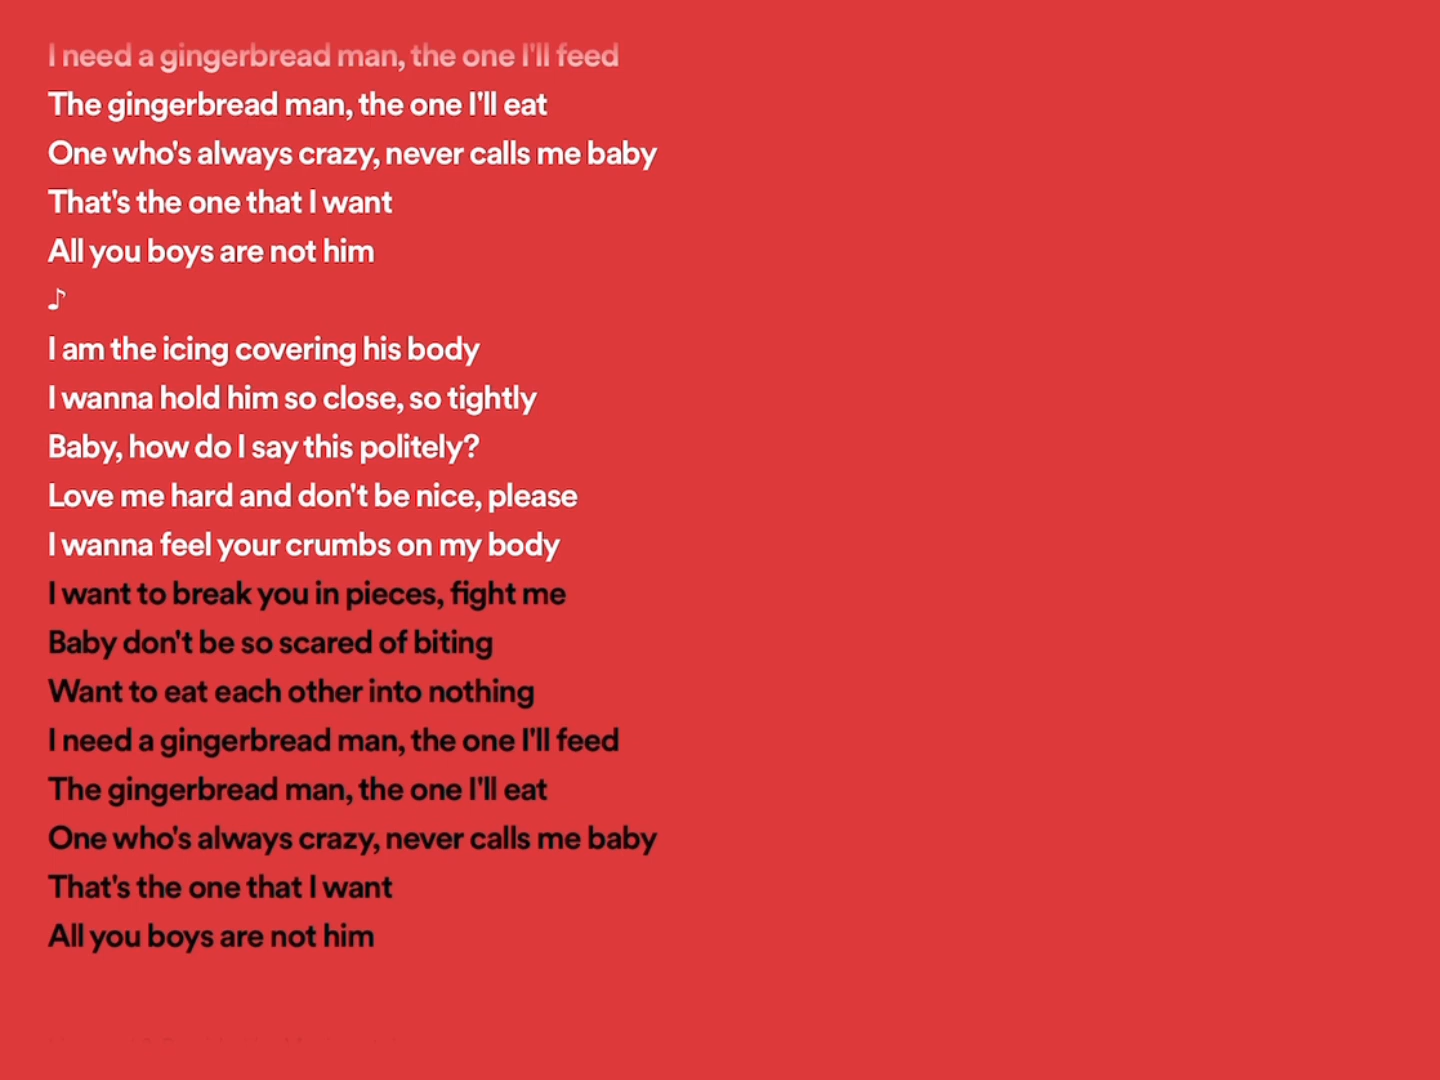 I need a gingerbread man, the one I'll feed
The gingerbread man, the one I'll eat
One who's always crazy, never calls me baby
That's the one that I want
All you boys are not him
♪
I am the icing covering his body
I wanna hold him so close, so tightly
Baby, how do I say this politely?
Love me hard and don't be nice, please
I wanna feel your crumbs on my body
I want to break you in pieces, fight me
Baby don't be so scared of biting
Want to eat each other into nothing
I need a gingerbread man, the one I'll feed
The gingerbread man, the one I'll eat
One who's always crazy, never calls me baby
That's the one that I want
All you boys are not him